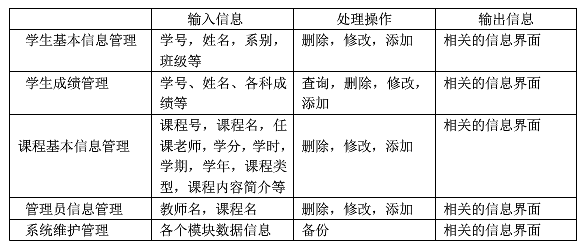 输入信息 处理操作 输出信息
学生基本信息管理 学号，姓名，系别， 删除，修改，添加 相关的信息界面
班级等
学生成绩管理 学号、姓名、各科成 查询，删除，修改， 相关的信息界面
绩等 添加
课程号，课程名，任 相关的信息界面
课老师，学分，学时，
课程基本信息管理 学期，学年，课程类 删除，修改，添加
型，课程内容简介等
管理员信息管理 教师名，课程名 删除，修改，添加 相关的信息界面
系统维护管理 各个模块数据信息 备份 相关的信息界面